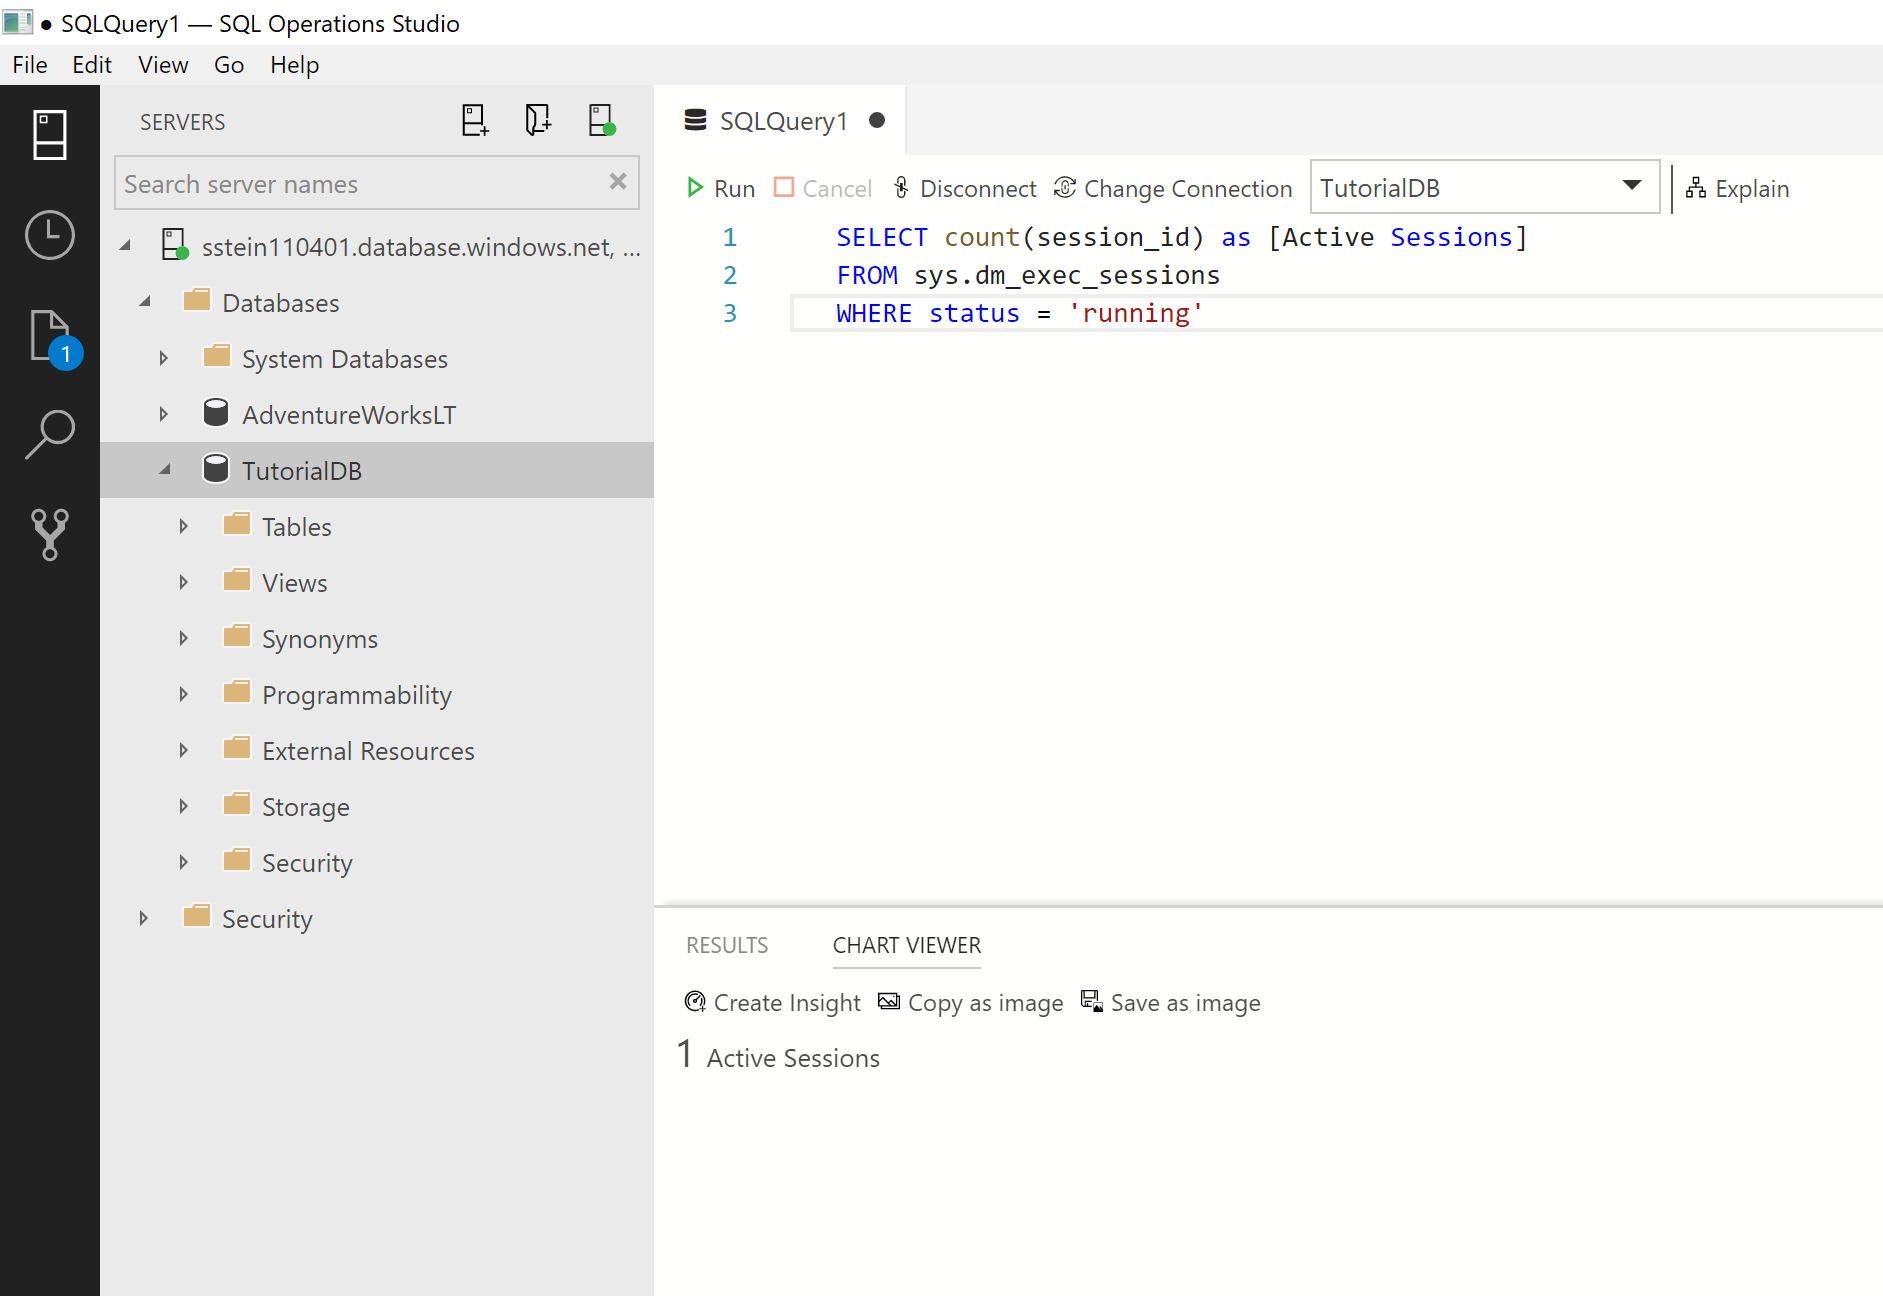 ● SQLQuery1 — SQL Operations Studio
File Edit View Go Help
SERVERS
Search server names
sstein110401.database.windows.net, ...
Databases
System Databases
AdventureWorksLT
TutorialDB
Tables
Views
Synonyms
Programmability
External Resources
Storage
Security
Security
1
SQLQuery1 ●
Run Cancel Disconnect Change Connection TutorialDB Explain
1 SELECT count(session_id) as [Active Sessions]
2 FROM sys.dm_exec_sessions
3 WHERE status = 'running'
RESULTS CHART VIEWER
Create Insight Copy as image Save as image
1 Active Sessions